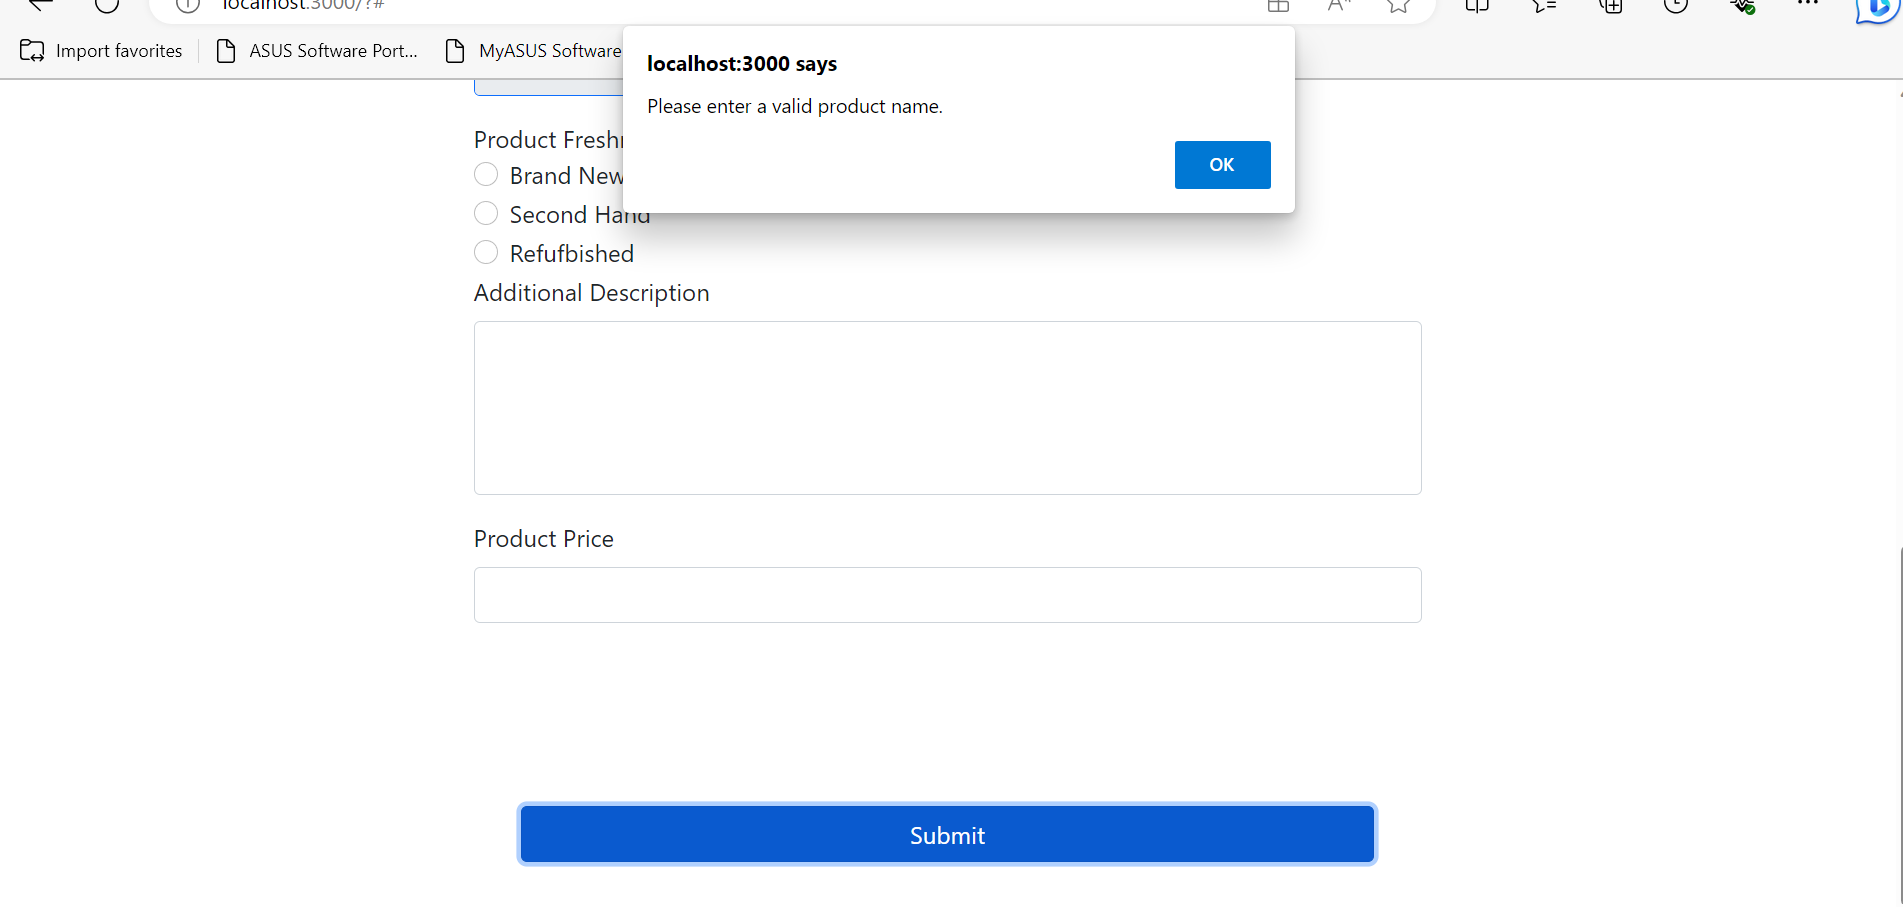 localhost:3000/?#
Import favorites
ASUS Software Port...
MyASUS Software
localhost:3000 says
Please enter a valid product name.
OK
Product
Brand New
Second Hand
Refufbished
Additional Description
Product Price
Submit